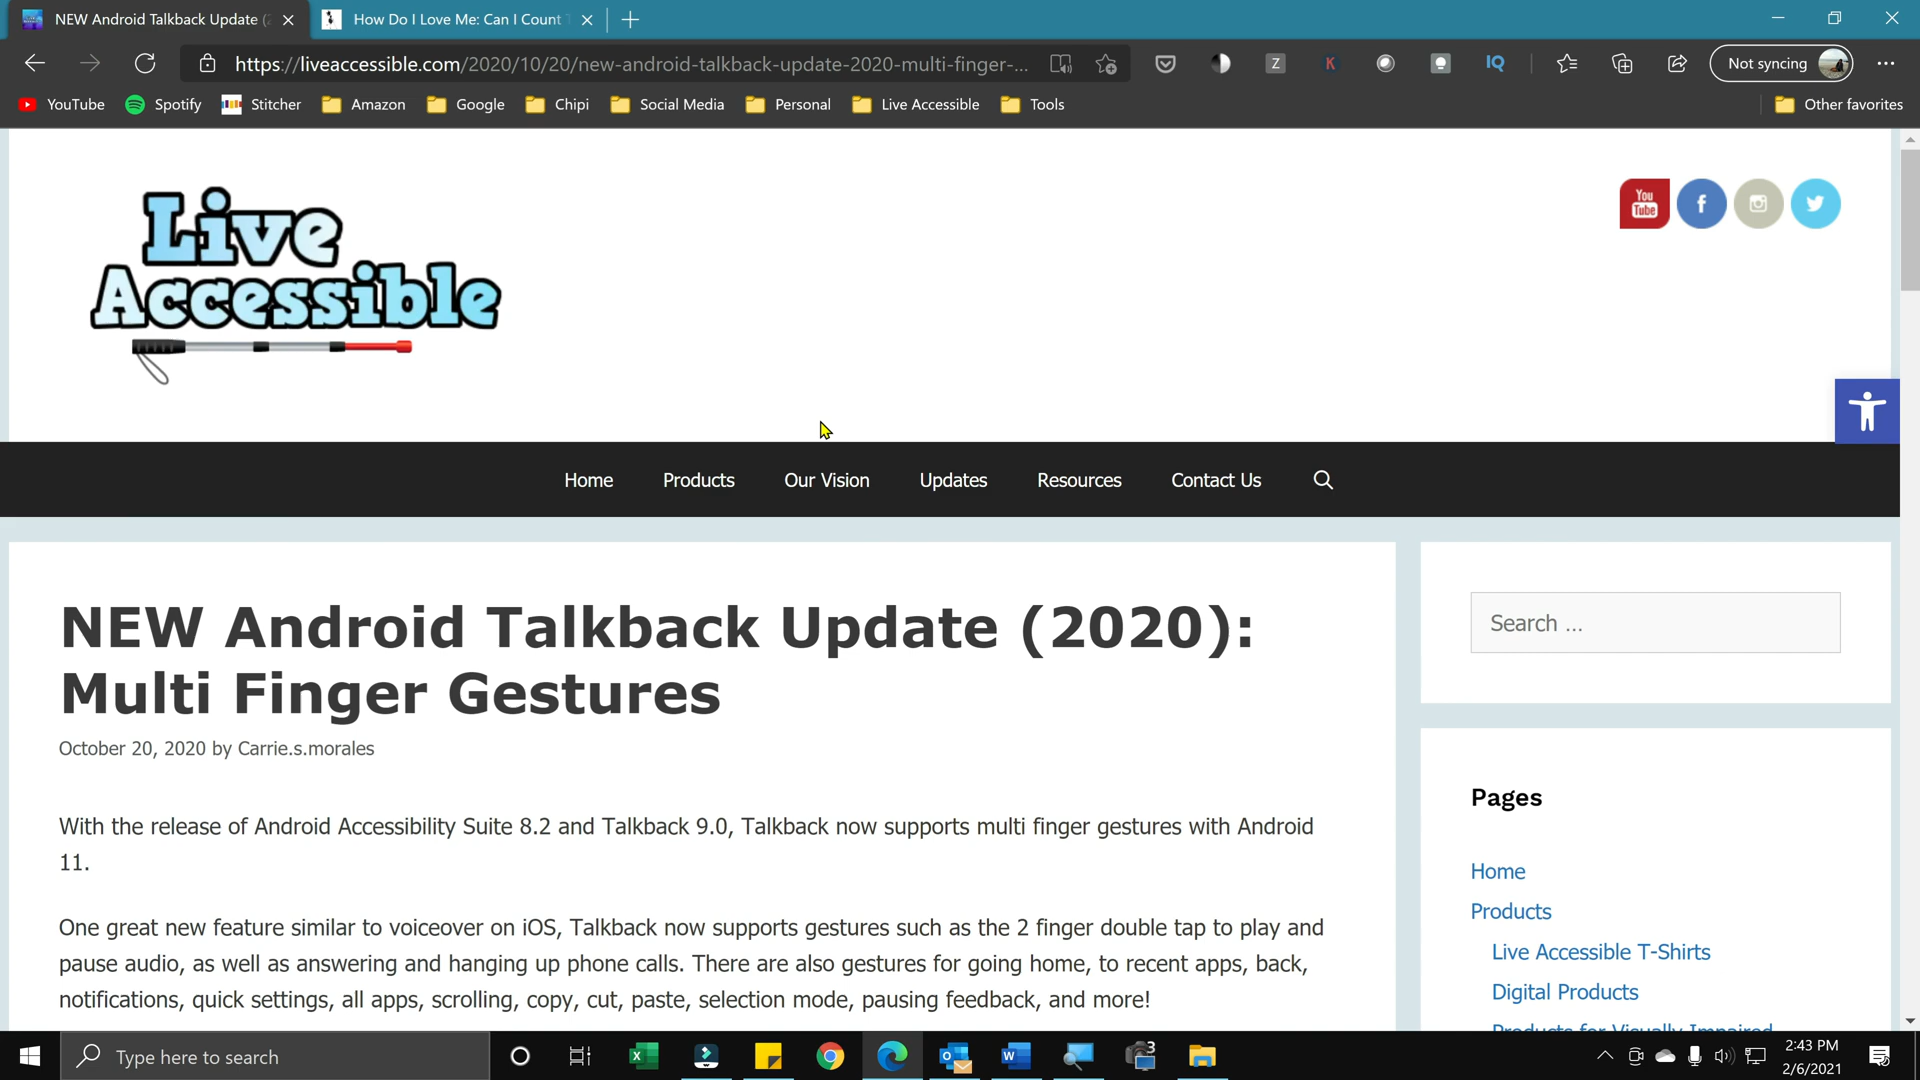 NEW Android Talkback Update (2
How Do I Love Me: Can I Count T
https://liveaccessible.com/2020/10/20/new-android-talkback-update-2020-multi-finger-...
Z
K
IQ
Not syncing
YouTube
Spotify
Stitcher
Amazon
Google
Chipi
Social Media
Personal
Live Accessible
Tools
Other favorites
Live
Accessible
You
Tube
f
Home
Products
Our Vision
Updates
Resources
Contact Us
NEW Android Talkback Update (2020):
Multi Finger Gestures
October 20, 2020 by Carrie.s.morales
With the release of Android Accessibility Suite 8.2 and Talkback 9.0, Talkback now supports multi finger gestures with Android
11.
One great new feature similar to voiceover on iOS, Talkback now supports gestures such as the 2 finger double tap to play and
pause audio, as well as answering and hanging up phone calls. There are also gestures for going home, to recent apps, back,
notifications, quick settings, all apps, scrolling, copy, cut, paste, selection mode, pausing feedback, and more!
Search ...
Pages
Home
Products
Live Accessible T-Shirts
Digital Products
Products for Visually Impaired
Type here to search
3
2:43 PM
2/6/2021